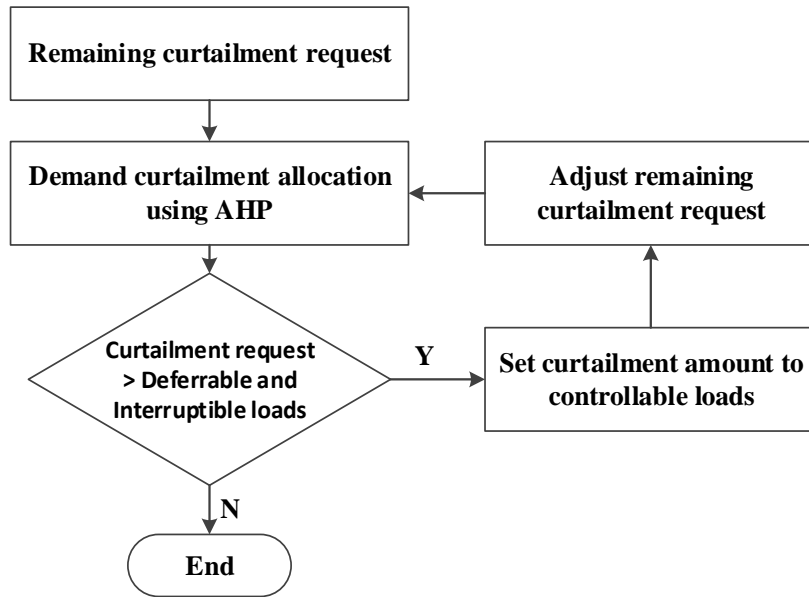 Remaining curtailment request
Demand curtailment allocation
using AHP
Adjust remaining
curtailment request
Curtailment request
> Deferrable and
Interruptible loads
Y
Set curtailment amount to
controllable loads
N
End